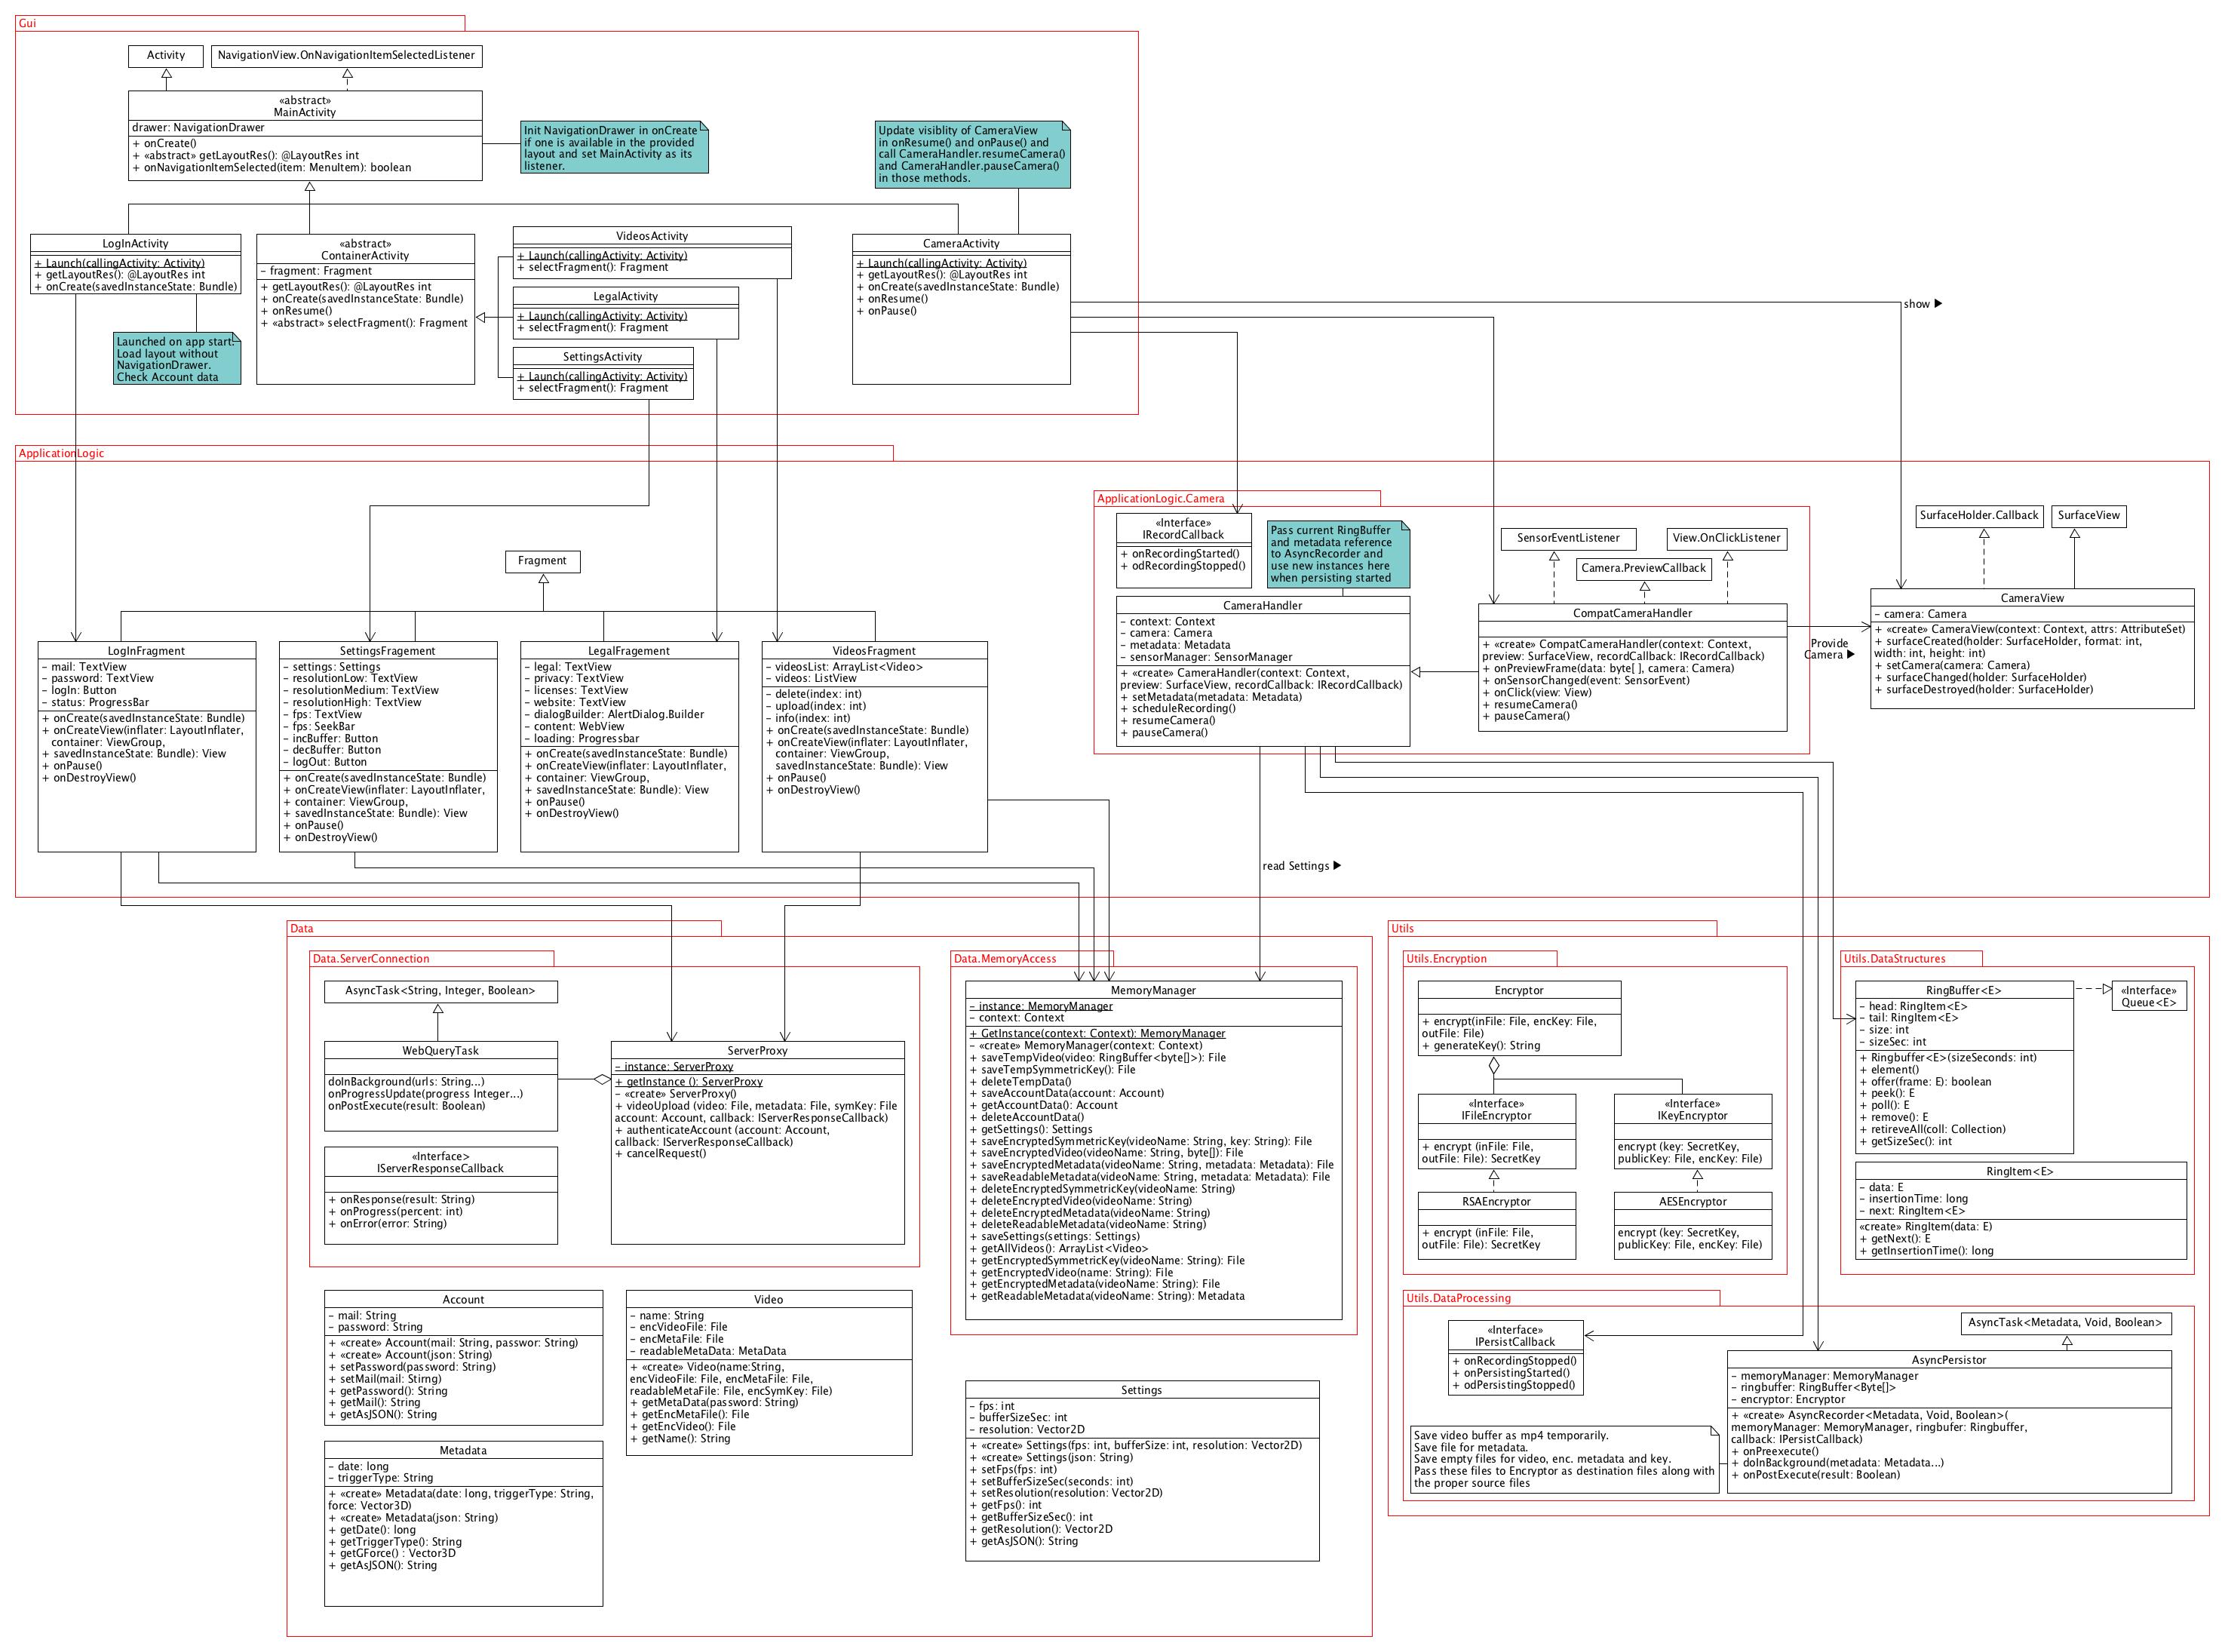 Gui
Activity
NavigationView.OnNavigationItemSelectedListener
«abstract»
MainActivity
drawer: NavigationDrawer
+ onCreate()
+ «abstract» getLayoutRes(): @LayoutRes int
+ onNavigationItemSelected(item: MenuItem): boolean
Init NavigationDrawer in onCreate
if one is available in the provided
layout and set MainActivity as its
listener.
Update visiblity of CameraView
in onResume() and onPause() and
call CameraHandler.resumeCamera()
and CameraHandler.pauseCamera()
in those methods.
LogInActivity
+ Launch(callingActivity: Activity)
+ getLayoutRes(): @LayoutRes int
+ onCreate(savedInstanceState: Bundle)
Launched on app start.
Load layout without
NavigationDrawer.
Check Account data
«abstract»
ContainerActivity
– fragment: Fragment
+ getLayoutRes(): @LayoutRes int
+ onCreate(savedInstanceState: Bundle)
+ onResume()
+ «abstract» selectFragment(): Fragment
VideosActivity
+ Launch(callingActivity: Activity)
+ selectFragment(): Fragment
LegalActivity
+ Launch(callingActivity: Activity)
+ selectFragment(): Fragment
SettingsActivity
+ Launch(callingActivity: Activity)
+ selectFragment(): Fragment
CameraActivity
+ Launch(callingActivity: Activity)
+ getLayoutRes(): @LayoutRes int
+ onCreate(savedInstanceState: Bundle)
+ onResume()
+ onPause()
show ▶
ApplicationLogic
Fragment
LogInFragment
– mail: TextView
– password: TextView
– logIn: Button
– status: ProgressBar
+ onCreate(savedInstanceState: Bundle)
+ onCreateView(inflater: LayoutInflater,
container: ViewGroup,
+ savedInstanceState: Bundle): View
+ onPause()
+ onDestroyView()
SettingsFragement
– settings: Settings
– resolutionLow: TextView
– resolutionMedium: TextView
– resolutionHigh: TextView
– fps: TextView
– fps: SeekBar
– incBuffer: Button
– decBuffer: Button
– logOut: Button
+ onCreate(savedInstanceState: Bundle)
+ onCreateView(inflater: LayoutInflater,
+ container: ViewGroup,
+ savedInstanceState: Bundle): View
+ onPause()
+ onDestroyView()
LegalFragement
– legal: TextView
– privacy: TextView
– licenses: TextView
– website: TextView
– dialogBuilder: AlertDialog.Builder
– content: WebView
– loading: Progressbar
+ onCreate(savedInstanceState: Bundle)
+ onCreateView(inflater: LayoutInflater,
+ container: ViewGroup,
+ savedInstanceState: Bundle): View
+ onPause()
+ onDestroyView()
VideosFragment
– videosList: ArrayList<Video>
– videos: ListView
– delete(index: int)
– upload(index: int)
– info(index: int)
+ onCreate(savedInstanceState: Bundle)
+ onCreateView(inflater: LayoutInflater,
container: ViewGroup,
savedInstanceState: Bundle): View
+ onPause()
+ onDestroyView()
ApplicationLogic.Camera
«Interface»
IRecordCallback
+ onRecordingStarted()
+ odRecordingStopped()
Pass current RingBuffer
and metadata reference
to AsyncRecorder and
use new instances here
when persisting started
SensorEventListener
View.OnClickListener
Camera.PreviewCallback
CameraHandler
– context: Context
– camera: Camera
– metadata: Metadata
– sensorManager: SensorManager
+ «create» CameraHandler(context: Context,
preview: SurfaceView, recordCallback: IRecordCallback)
+ setMetadata(metadata: Metadata)
+ scheduleRecording()
+ resumeCamera()
+ pauseCamera()
CompatCameraHandler
+ «create» CompatCameraHandler(context: Context,
preview: SurfaceView, recordCallback: IRecordCallback)
+ onPreviewFrame(data: byte[ ], camera: Camera)
+ onSensorChanged(event: SensorEvent)
+ onClick(view: View)
+ resumeCamera()
+ pauseCamera()
Provide
Camera ▶
SurfaceHolder.Callback
SurfaceView
CameraView
– camera: Camera
+ «create» CameraView(context: Context, attrs: AttributeSet)
+ surfaceCreated(holder: SurfaceHolder, format: int,
width: int, height: int)
+ setCamera(camera: Camera)
+ surfaceChanged(holder: SurfaceHolder)
+ surfaceDestroyed(holder: SurfaceHolder)
read Settings ▶
Data
Data.ServerConnection
AsyncTask<String, Integer, Boolean>
WebQueryTask
doInBackground(urls: String...)
onProgressUpdate(progress Integer...)
onPostExecute(result: Boolean)
«Interface>
IServerResponseCallback
+ onResponse(result: String)
+ onProgress(percent: int)
+ onError(error: String)
ServerProxy
– instance: ServerProxy
+ getInstance (): ServerProxy
– «create» ServerProxy()
+ videoUpload (video: File, metadata: File, symKey: File
account: Account, callback: IServerResponseCallback)
+ authenticateAccount (account: Account,
callback: IServerResponseCallback)
+ cancelRequest()
Data.MemoryAccess
MemoryManager
– instance: MemoryManager
– context: Context
+ GetInstance(context: Context): MemoryManager
– «create» MemoryManager(context: Context)
+ saveTempVideo(video: RingBuffer<byte[]>): File
+ saveTempSymmetricKey(): File
+ deleteTempData()
+ saveAccountData(account: Account)
+ getAccountData(): Account
+ deleteAccountData()
+ getSettings(): Settings
+ saveEncryptedSymmetricKey(videoName: String, key: String): File
+ saveEncryptedVideo(videoName: String, byte[]): File
+ saveEncryptedMetadata(videoName: String, metadata: Metadata): File
+ saveReadableMetadata(videoName: String, metadata: Metadata): File
+ deleteEncryptedSymmetricKey(videoName: String)
+ deleteEncryptedVideo(videoName: String)
+ deleteEncryptedMetadata(videoName: String)
+ deleteReadableMetadata(videoName: String)
+ saveSettings(settings: Settings)
+ getAllVideos(): ArrayList<Video>
+ getEncryptedSymmetricKey(videoName: String): File
+ getEncryptedVideo(name: String): File
+ getEncryptedMetadata(videoName: String): File
+ getReadableMetadata(videoName: String): Metadata
Account
– mail: String
– password: String
+ «create» Account(mail: String, passwor: String)
+ «create» Account(json: String)
+ setPassword(password: String)
+ setMail(mail: String)
+ getPassword(): String
+ getMail(): String
+ getAsJSON(): String
Video
– name: String
– encVideoFile: File
– encMetaFile: File
– readableMetaData: MetaData
+ «create» Video(name:String,
encVideoFile: File, encMetaFile: File,
readableMetaFile: File, encSymKey: File)
+ getMetaData(password: String)
+ getEncMetaFile(): File
+ getEncVideo(): File
+ getName(): String
Metadata
– date: long
– triggerType: String
+ «create» Metadata(date: long, triggerType: String,
force: Vector3D)
+ «create» Metadata(json: String)
+ getDate(): long
+ getTriggerType(): String
+ getGForce() : Vector3D
+ getAsJSON(): String
Settings
– fps: int
– bufferSizeSec: int
– resolution: Vector2D
+ «create» Settings(fps: int, bufferSize: int, resolution: Vector2D)
+ «create» Settings(json: String)
+ setFps(fps: int)
+ setBufferSizeSec(seconds: int)
+ setResolution(resolution: Vector2D)
+ getFps(): int
+ getBufferSizeSec(): int
+ getResolution(): Vector2D
+ getAsJSON(): String
Utils
Utils.Encryption
Encryptor
+ encrypt(inFile: File, encKey: File,
outFile: File)
+ generateKey(): String
«Interface»
IFileEncryptor
+ encrypt (inFile: File,
outFile: File): SecretKey
«Interface»
IKeyEncryptor
encrypt (key: SecretKey,
publicKey: File, encKey: File)
RSAEncryptor
+ encrypt (inFile: File,
outFile: File): SecretKey
AESEncryptor
encrypt (key: SecretKey,
publicKey: File, encKey: File)
Utils.DataStructures
RingBuffer<E>
– head: RingItem<E>
– tail: RingItem<E>
– size: int
– sizeSec: int
+ Ringbuffer<E>(sizeSeconds: int)
+ element()
+ offer(frame: E): boolean
+ peek(): E
+ poll(): E
+ remove(): E
+ retireveAll(coll: Collection)
+ getSizeSec(): int
«Interface»
Queue<E>
RingItem<E>
– data: E
– insertionTime: long
– next: RingItem<E>
«create» RingItem(data: E)
+ getNext(): E
+ getInsertionTime(): long
Utils.DataProcessing
«Interface»
IPersistCallback
+ onRecordingStopped()
+ onPersistingStarted()
+ odPersistingStopped()
AsyncTask<Metadata, Void, Boolean>
AsyncPersistor
– memoryManager: MemoryManager
– ringbuffer: RingBuffer<Byte[]>
– encryptor: Encryptor
+ «create» AsyncRecorder<Metadata, Void, Boolean>(
memoryManager: MemoryManager, ringbufer: Ringbuffer,
callback: IPersistCallback)
+ onPreexecute()
+ doInBackground(metadata: Metadata...)
+ onPostExecute(result: Boolean)
Save video buffer as mp4 temporarily.
Save file for metadata.
Save empty files for video, enc. metadata and key.
Pass these files to Encryptor as destination files along with
the proper source files